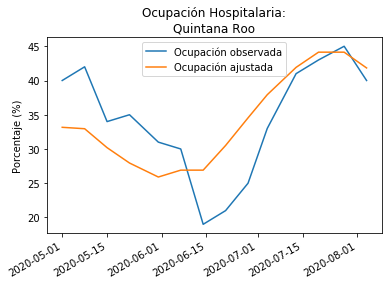 Ocupación Hospitalaria:
Quintana Roo
Ocupación observada
Ocupación ajustada
Porcentaje (%)
45
40
35
30
25
20
2020-05-01
2020-05-15
2020-06-01
2020-06-15
2020-07-01
2020-07-15
2020-08-01